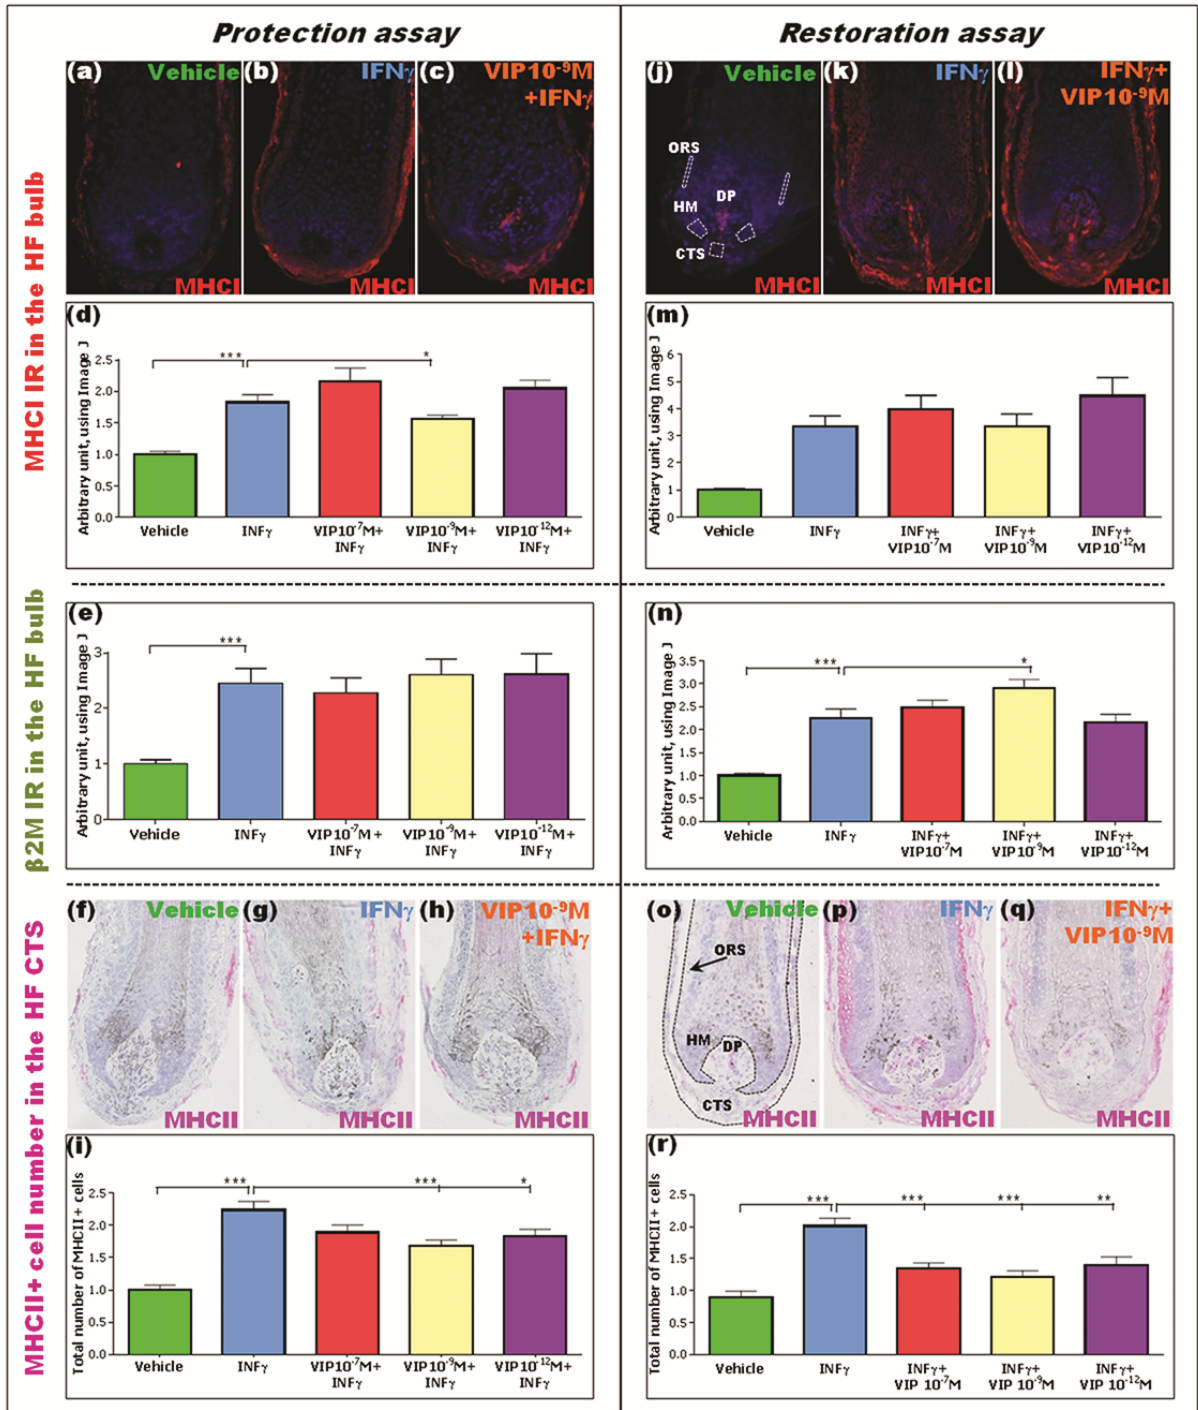 Protection assay
Restoration assay
MHCI IR in the HF bulb
(a) Vehicle
MHCI
(b) IFNγ
MHCI
(c) VIP10⁻⁹M
+IFNγ
MHCI
(j) Vehicle
ORS
DP
HM
CTS
MHCI
(k) IFNγ
MHCI
(l) IFNγ+
VIP10⁻⁹M
MHCI
(d)
Arbitrary unit, using Image J
2.5
2.0
1.5
1.0
0.5
0.0
*** *
Vehicle INFγ VIP10⁻⁷M+ VIP10⁻⁹M+ VIP10⁻¹²M+
INFγ INFγ INFγ
(m)
Arbitrary unit, using Image J
6
5
4
3
2
1
0
Vehicle INFγ INFγ+ INFγ+ INFγ+
VIP10⁻⁷M VIP10⁻⁹M VIP10⁻¹²M
β2M IR in the HF bulb
(e)
Arbitrary unit, using Image J
3
2
1
0
***
Vehicle INFγ VIP10⁻⁷M+ VIP10⁻⁹M+ VIP10⁻¹²M+
INFγ INFγ INFγ
(n)
Arbitrary unit, using Image J
3.5
3.0
2.5
2.0
1.5
1.0
0.5
0.0
*** *
Vehicle INFγ INFγ+ INFγ+ INFγ+
VIP10⁻⁷M VIP10⁻⁹M VIP10⁻¹²M
MHCII+ cell number in the HF CTS
(f) Vehicle
MHCII
(g) IFNγ
MHCII
(h) VIP10⁻⁹M
+IFNγ
MHCII
(o) Vehicle
ORS
HM
DP
CTS
MHCII
(p) IFNγ
MHCII
(q) IFNγ+
VIP10⁻⁹M
MHCII
(i)
Total number of MHCII+ cells
2.5
2.0
1.5
1.0
0.5
0.0
*** *** *
Vehicle INFγ VIP10⁻⁷M+ VIP10⁻⁹M+ VIP10⁻¹²M+
INFγ INFγ INFγ
(r)
Total number of MHCII+ cells
2.5
2.0
1.5
1.0
0.5
0.0
*** *** *** **
Vehicle INFγ INFγ+ INFγ+ INFγ+
VIP 10⁻⁷M VIP 10⁻⁹M VIP 10⁻¹²M